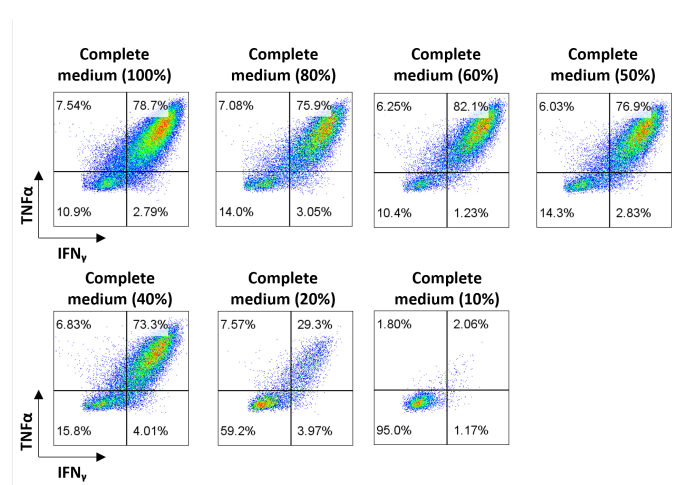 Complete
medium (100%)
Complete
medium (80%)
Complete
medium (60%)
Complete
medium (50%)
7.54% 78.7%
7.08% 75.9%
6.25% 82.1%
6.03% 76.9%
10.9% 2.79%
14.0% 3.05%
10.4% 1.23%
14.3% 2.83%
TNFα
IFNγ
Complete
medium (40%)
Complete
medium (20%)
Complete
medium (10%)
6.83% 73.3%
7.57% 29.3%
1.80% 2.06%
15.8% 4.01%
59.2% 3.97%
95.0% 1.17%
TNFα
IFNγ